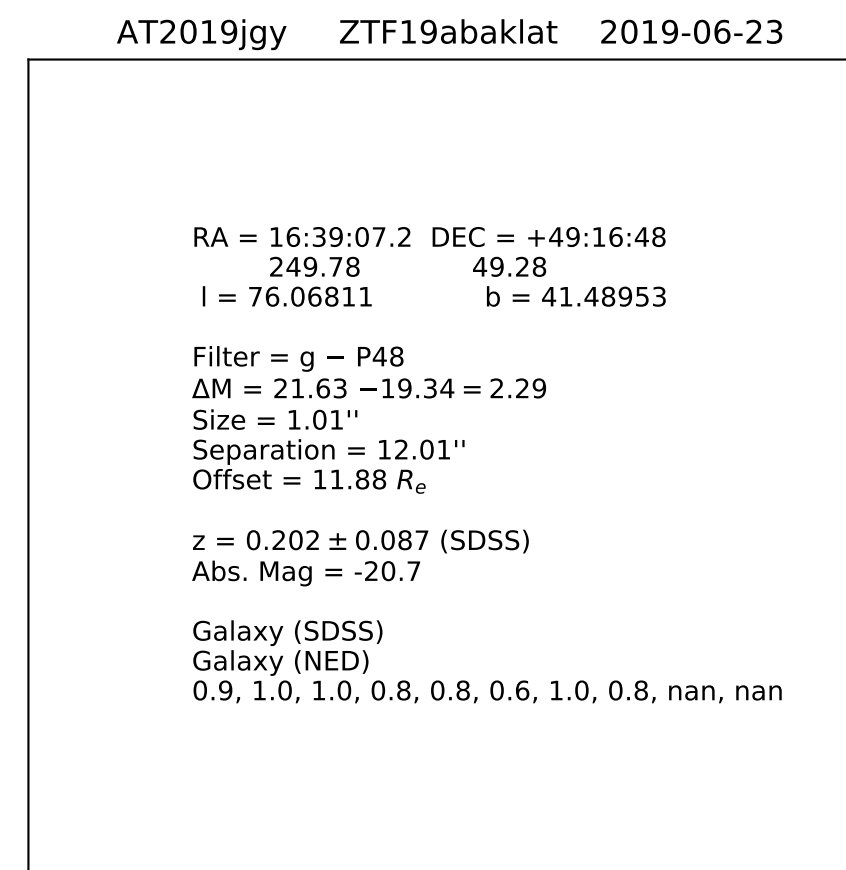 AT2019jgy ZTF19abaklat 2019-06-23
RA = 16:39:07.2 DEC = +49:16:48
249.78 49.28
l = 76.06811 b = 41.48953
Filter = g − P48
ΔM = 21.63 −19.34 = 2.29
Size = 1.01''
Separation = 12.01''
Offset = 11.88 Rₑ
z = 0.202 ± 0.087 (SDSS)
Abs. Mag = -20.7
Galaxy (SDSS)
Galaxy (NED)
0.9, 1.0, 1.0, 0.8, 0.8, 0.6, 1.0, 0.8, nan, nan